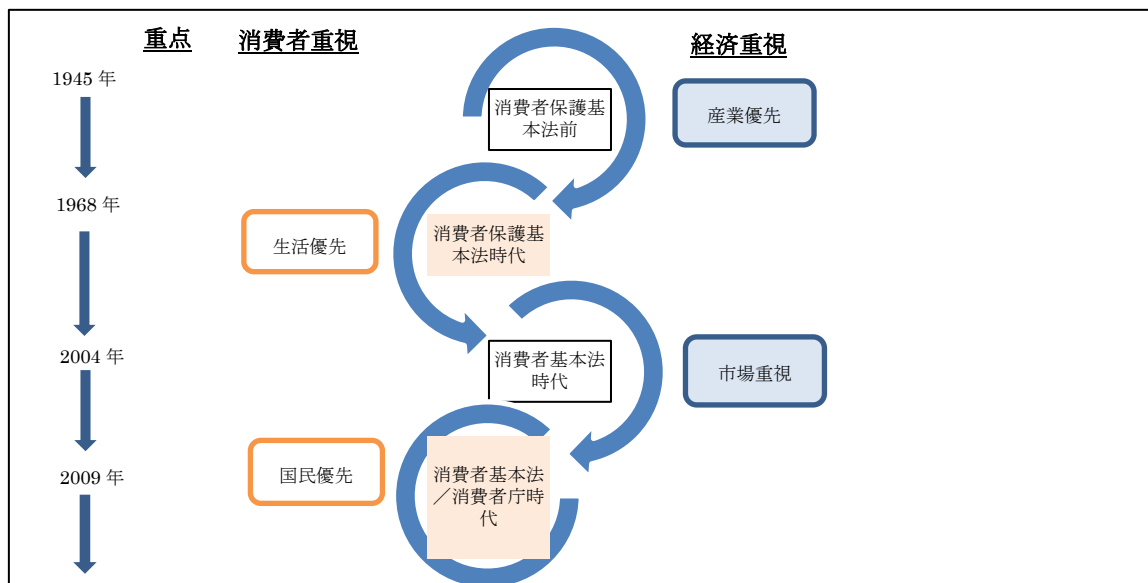 重点 消費者重視 経済重視
1945 年
消費者保護基
本法前
産業優先
1968 年
生活優先
消費者保護基
本法時代
2004 年
消費者基本法
時代
市場重視
2009 年
国民優先
消費者基本法
／消費者庁時
代